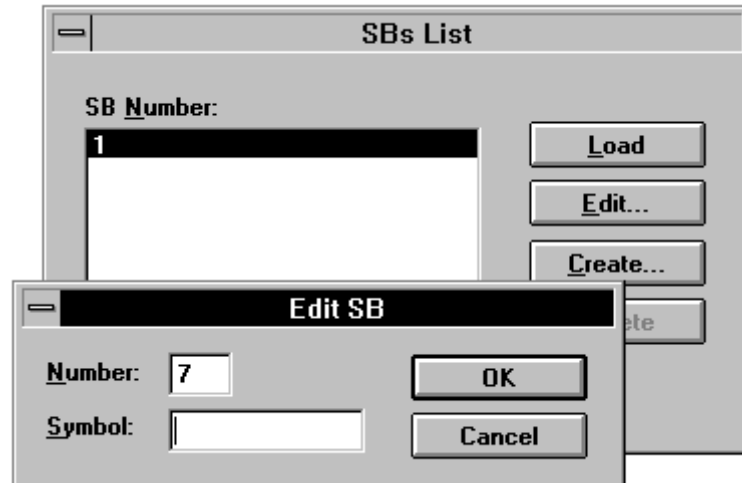 SBs List
SB Number:
1
Load
Edit...
Create...
Edit SB
Number: 7
OK
Symbol:
Cancel